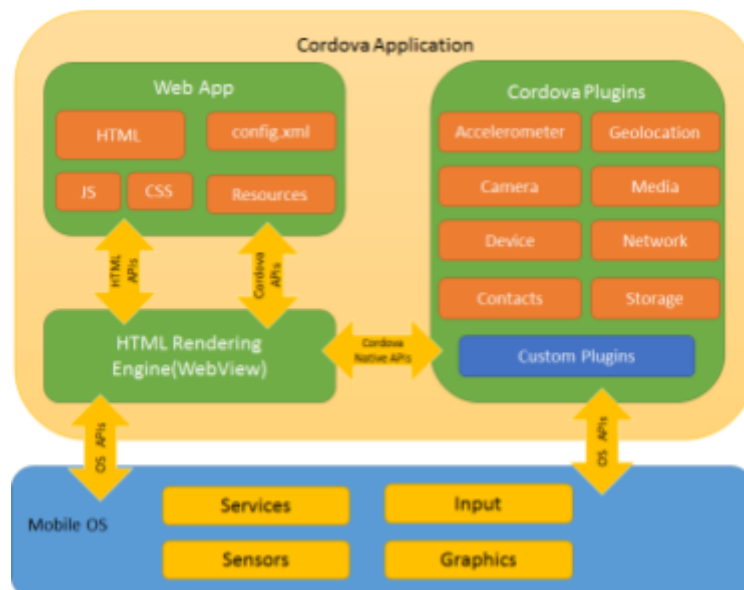 Cordova Application
Web App
HTML
config.xml
JS
CSS
Resources
HTML
APIs
Cordova
APIs
HTML Rendering
Engine(WebView)
Cordova
Native APIs
Cordova Plugins
Accelerometer
Geolocation
Camera
Media
Device
Network
Contacts
Storage
Custom Plugins
OS APIs
OS APIs
Mobile OS
Services
Input
Sensors
Graphics